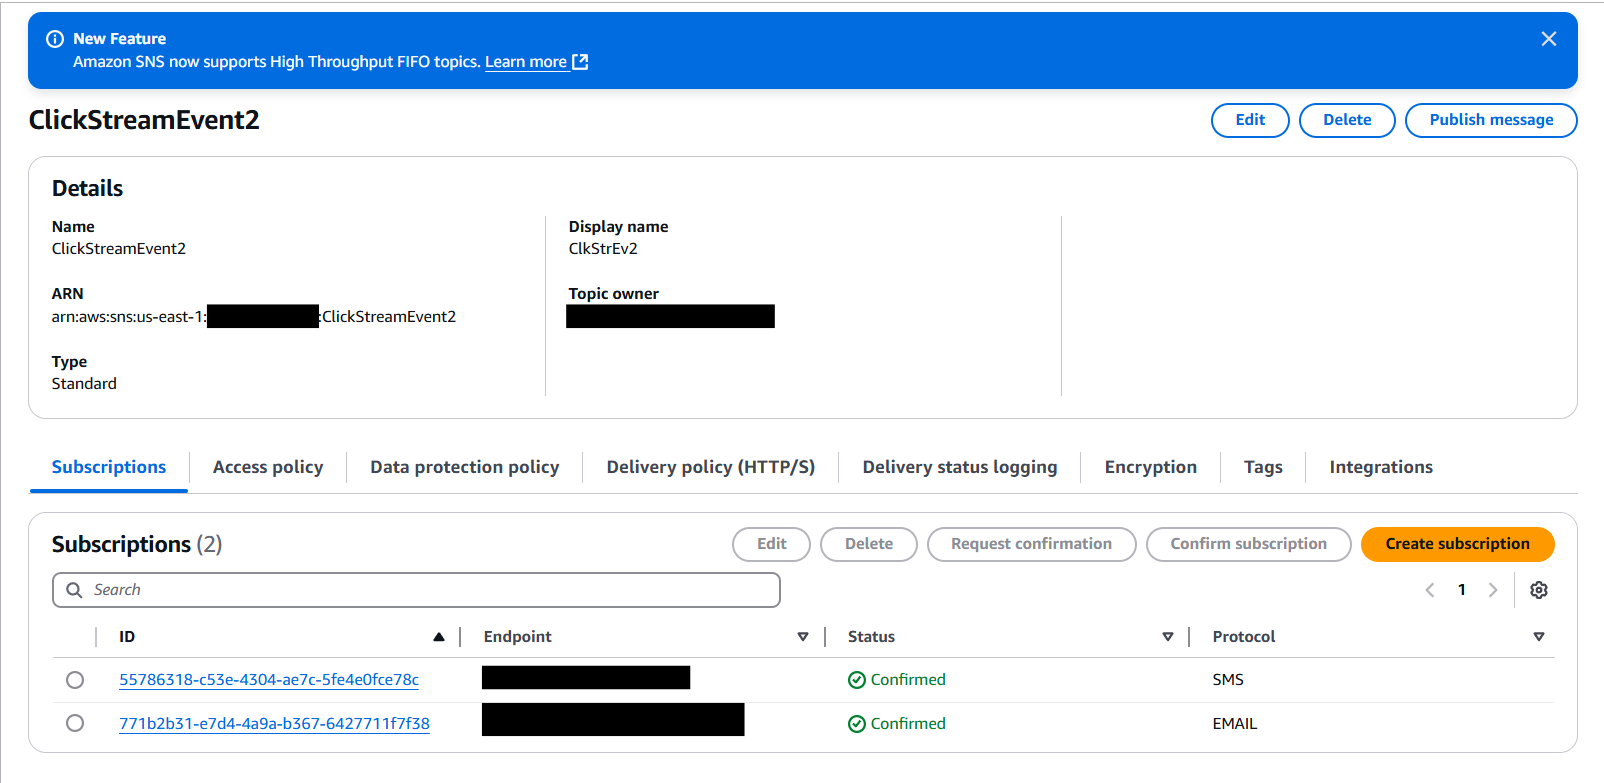 New Feature
Amazon SNS now supports High Throughput FIFO topics. Learn more
ClickStreamEvent2
Edit Delete Publish message
Details
Name
ClickStreamEvent2
Display name
ClkStrEv2
ARN
arn:aws:sns:us-east-1: :ClickStreamEvent2
Topic owner
Type
Standard
Subscriptions Access policy Data protection policy Delivery policy (HTTP/S) Delivery status logging Encryption Tags Integrations
Subscriptions (2)
Edit Delete Request confirmation Confirm subscription Create subscription
Search
1
ID Endpoint Status Protocol
55786318-c53e-4304-ae7c-5fe4e0fce78c Confirmed SMS
771b2b31-e7d4-4a9a-b367-6427711f7f38 Confirmed EMAIL